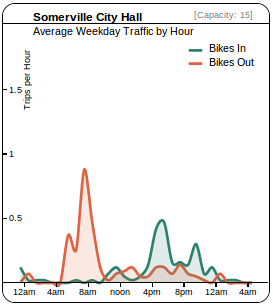 Somerville City Hall [Capacity: 15]
Average Weekday Traffic by Hour
Bikes In
Bikes Out
Trips per Hour
1.5
1
0.5
12am 4am 8am noon 4pm 8pm 12am 4am